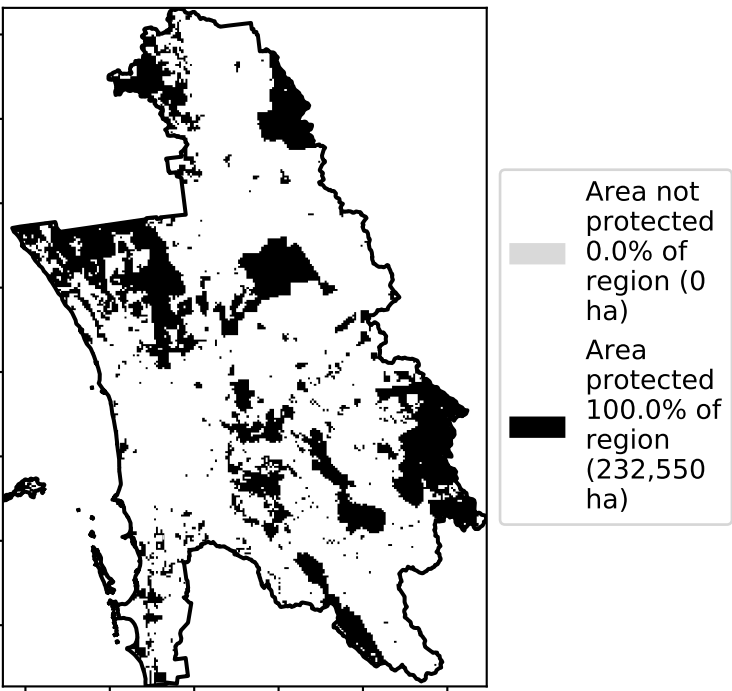 Area not
protected
0.0% of
region (0
ha)
Area
protected
100.0% of
region
(232,550
ha)